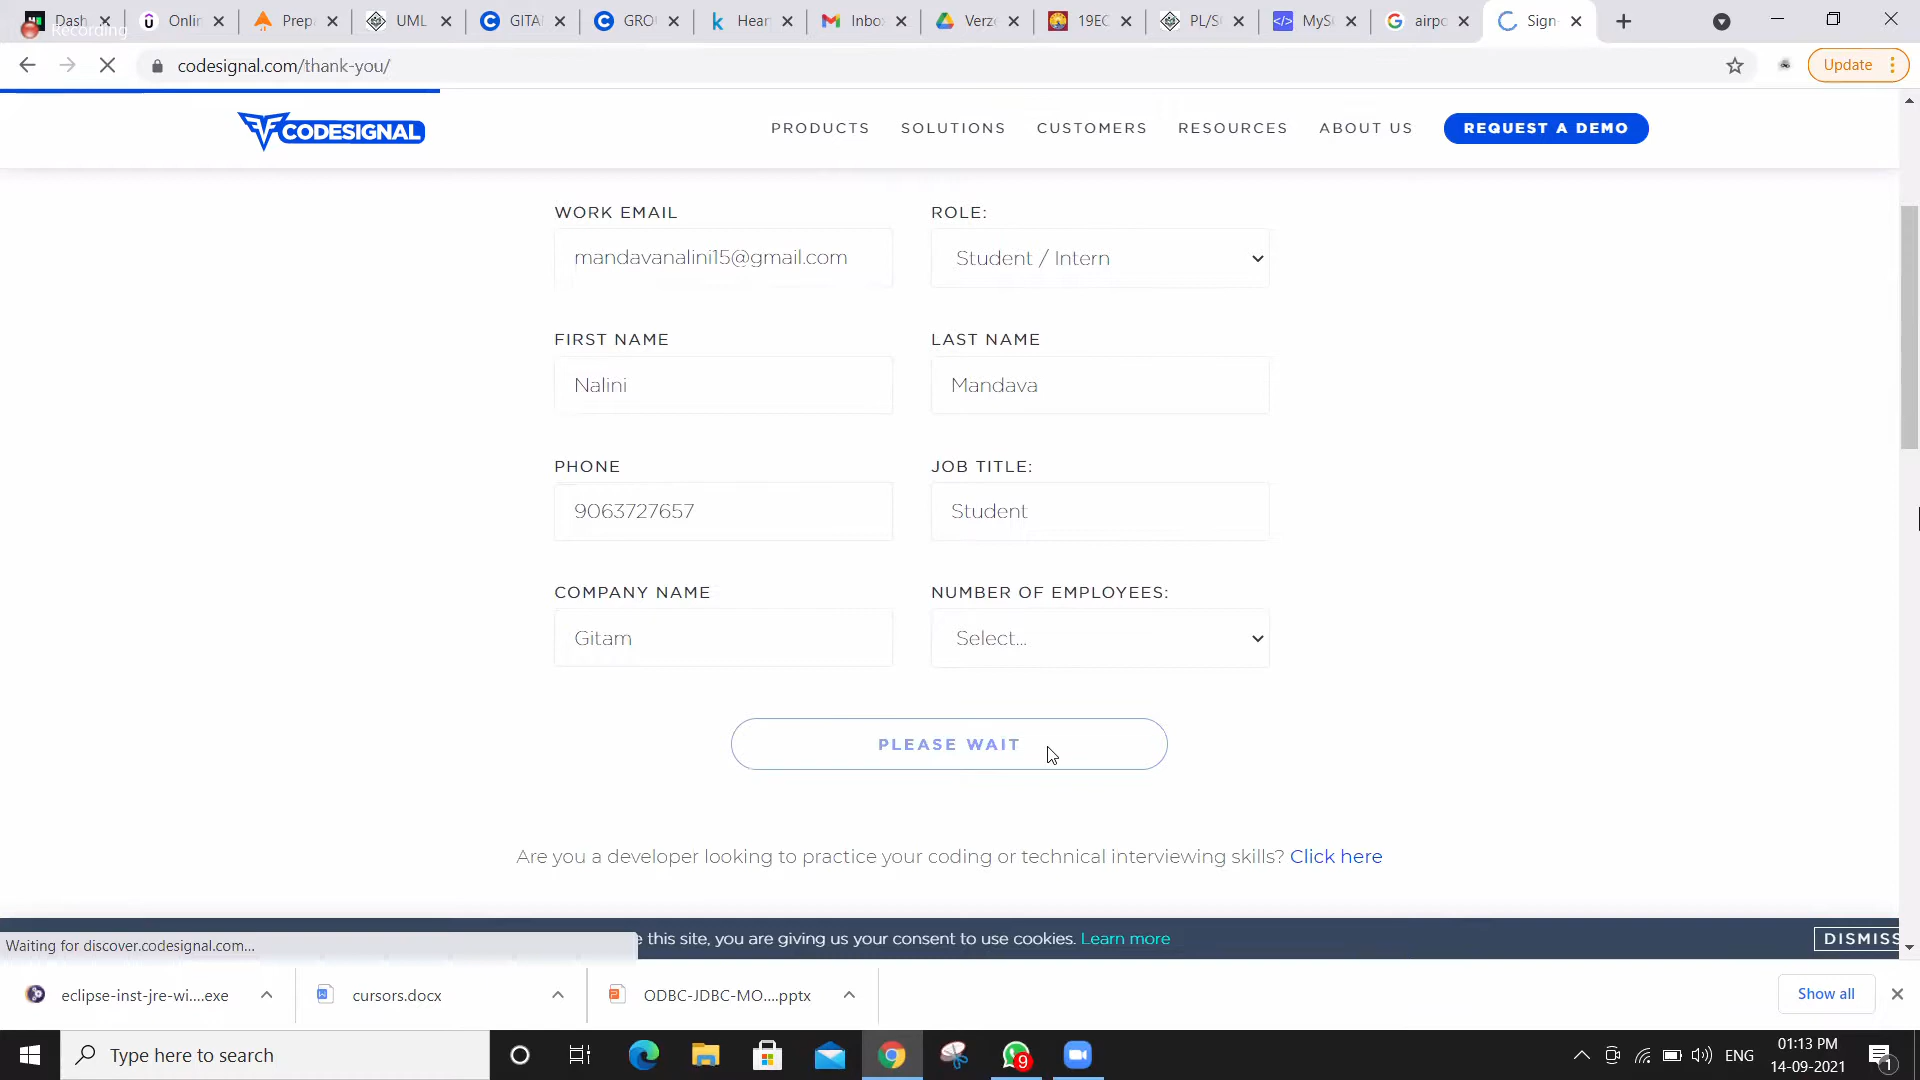 Dash
Onlin
Prep
UML
GITA
GRO
Hear
Inbo
Verz
19EC
PL/S
MyS
airpo
Sign
Recording
codesignal.com/thank-you/
Update
CODESIGNAL
PRODUCTS
SOLUTIONS
CUSTOMERS
RESOURCES
ABOUT US
REQUEST A DEMO
WORK EMAIL
ROLE:
mandavanalini15@gmail.com
Student / Intern
FIRST NAME
LAST NAME
Nalini
Mandava
PHONE
JOB TITLE:
9063727657
Student
COMPANY NAME
NUMBER OF EMPLOYEES:
Gitam
Select...
PLEASE WAIT
Are you a developer looking to practice your coding or technical interviewing skills? Click here
this site, you are giving us your consent to use cookies. Learn more
DISMISS
Waiting for discover.codesignal.com...
eclipse-inst-jre-wi....exe
cursors.docx
ODBC-JDBC-MO....pptx
Show all
Type here to search
9
ENG
01:13 PM
14-09-2021
1